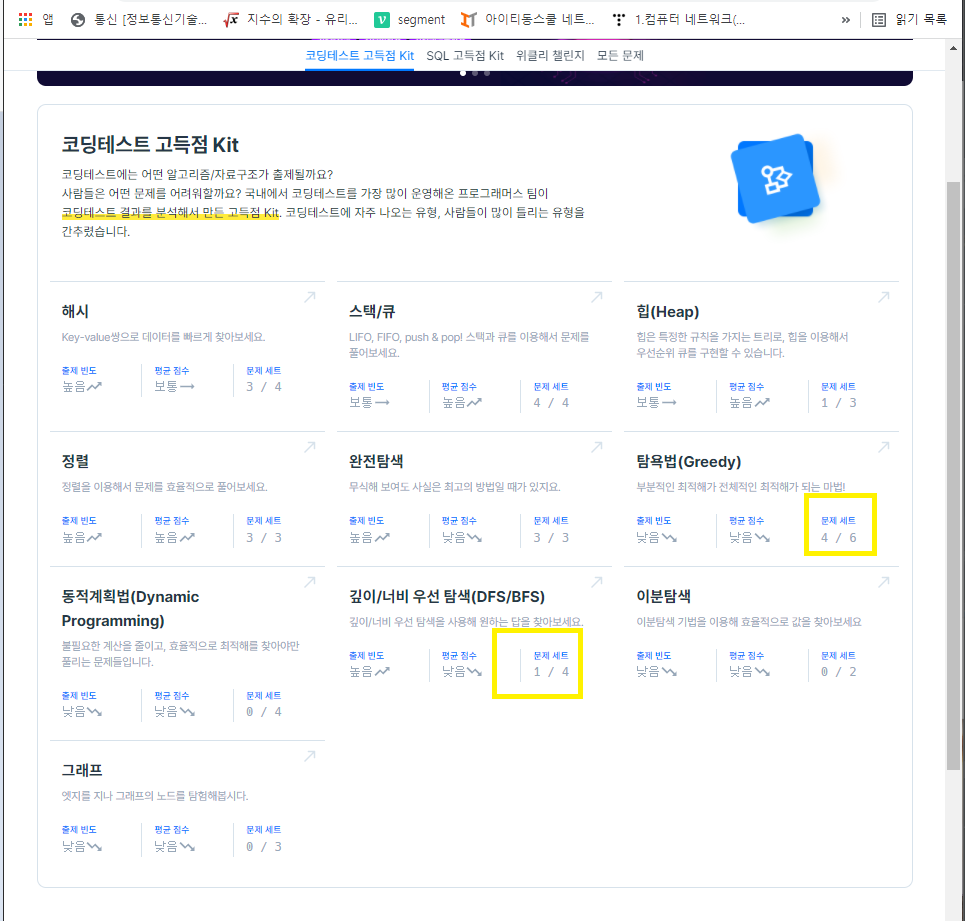 앱
통신 [정보통신기술...
지수의 확장 - 유리...
segment
아이티동스쿨 네트...
1.컴퓨터 네트워크(...
»
읽기 목록
코딩테스트 고득점 Kit
SQL 고득점 Kit
위클리 챌린지
모든 문제
코딩테스트 고득점 Kit
코딩테스트에는 어떤 알고리즘/자료구조가 출제될까요?
사람들은 어떤 문제를 어려워할까요? 국내에서 코딩테스트를 가장 많이 운영해온 프로그래머스 팀이
코딩테스트 결과를 분석해서 만든 고득점 Kit. 코딩테스트에 자주 나오는 유형, 사람들이 많이 틀리는 유형을
간추렸습니다.
해시
Key-value쌍으로 데이터를 빠르게 찾아보세요.
출제 빈도 평균 점수 문제 세트
높음 보통 3 / 4
스택/큐
LIFO, FIFO, push & pop! 스택과 큐를 이용해서 문제를
풀어보세요.
출제 빈도 평균 점수 문제 세트
보통 높음 4 / 4
힙(Heap)
힙은 특정한 규칙을 가지는 트리로, 힙을 이용해서
우선순위 큐를 구현할 수 있습니다.
출제 빈도 평균 점수 문제 세트
보통 높음 1 / 3
정렬
정렬을 이용해서 문제를 효율적으로 풀어보세요.
출제 빈도 평균 점수 문제 세트
높음 높음 3 / 3
완전탐색
무식해 보여도 사실은 최고의 방법일 때가 있지요.
출제 빈도 평균 점수 문제 세트
높음 낮음 3 / 3
탐욕법(Greedy)
부분적인 최적해가 전체적인 최적해가 되는 마법!
출제 빈도 평균 점수 문제 세트
낮음 낮음 4 / 6
동적계획법(Dynamic
Programming)
불필요한 계산을 줄이고, 효율적으로 최적해를 찾아야만
풀리는 문제들입니다.
출제 빈도 평균 점수 문제 세트
낮음 낮음 0 / 4
깊이/너비 우선 탐색(DFS/BFS)
깊이/너비 우선 탐색을 사용해 원하는 답을 찾아보세요.
출제 빈도 평균 점수 문제 세트
높음 낮음 1 / 4
이분탐색
이분탐색 기법을 이용해 효율적으로 값을 찾아보세요
출제 빈도 평균 점수 문제 세트
낮음 낮음 0 / 2
그래프
엣지를 지나 그래프의 노드를 탐험해봅시다.
출제 빈도 평균 점수 문제 세트
낮음 낮음 0 / 3